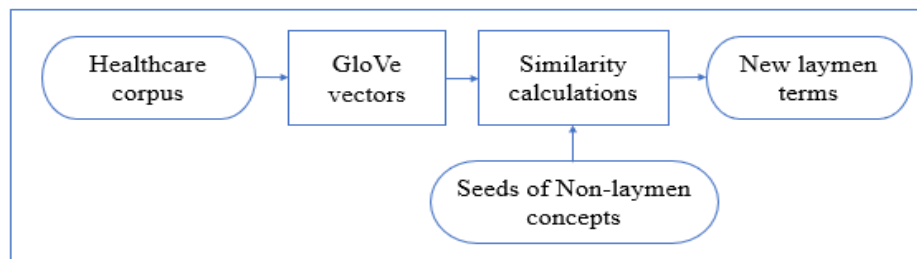 Healthcare
corpus
GloVe
vectors
Similarity
calculations
New laymen
terms
Seeds of Non-laymen
concepts